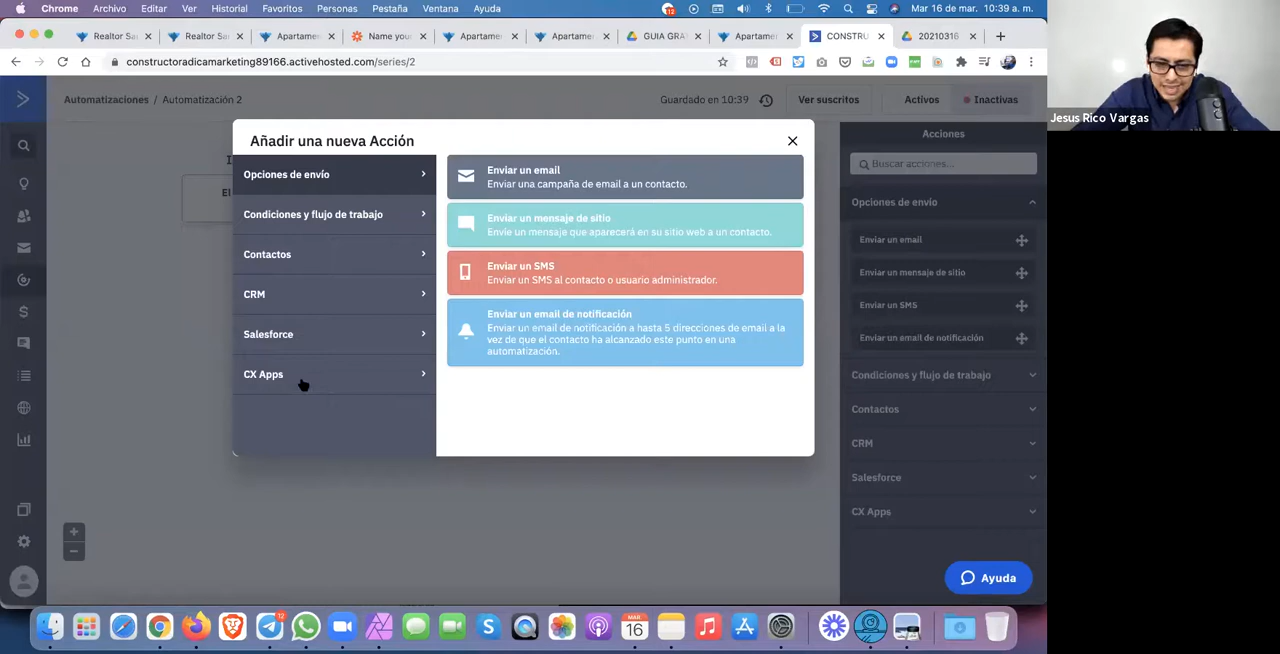 Chrome Archivo Editar Ver Historial Favoritos Personas Pestaña Ventana Ayuda
Mar 16 de mar. 10:39 a. m.
Realtor Sa
Realtor Sa
Apartame
Name you
Apartame
Apartame
GUIA GRA
Apartame
CONSTRU
20210316
constructoradicamarketing89166.activehosted.com/series/2
Jesus Rico Vargas
Automatizaciones / Automatización 2
Guardado en 10:39
Ver suscritos
Activos
Inactivas
Añadir una nueva Acción
Opciones de envío
Condiciones y flujo de trabajo
Contactos
CRM
Salesforce
CX Apps
Enviar un email
Enviar una campaña de email a un contacto.
Enviar un mensaje de sitio
Envíe un mensaje que aparecerá en su sitio web a un contacto.
Enviar un SMS
Enviar un SMS al contacto o usuario administrador.
Enviar un email de notificación
Enviar un email de notificación a hasta 5 direcciones de email a la
vez de que el contacto ha alcanzado este punto en una
automatización.
El
Acciones
Buscar acciones...
Opciones de envío
Enviar un email
Enviar un mensaje de sitio
Enviar un SMS
Enviar un email de notificación
Condiciones y flujo de trabajo
Contactos
CRM
Salesforce
CX Apps
Ayuda
12
MAR
16